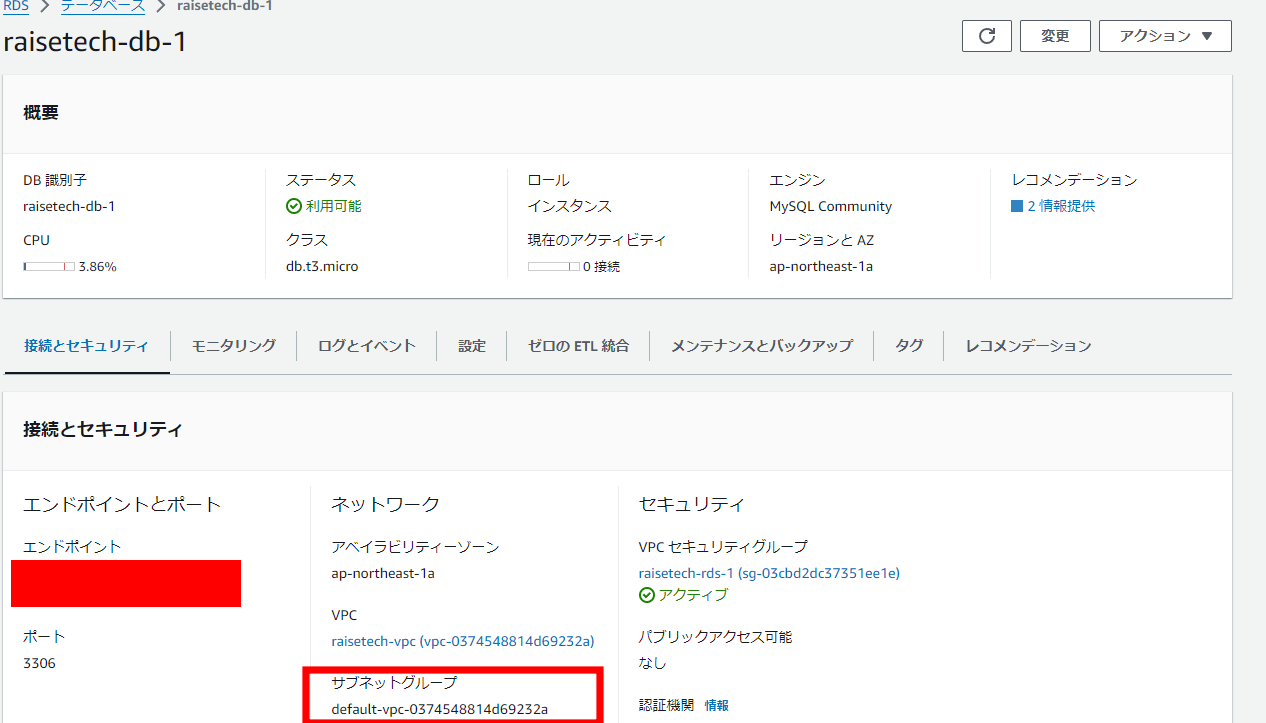 RDS > データベース > raisetech-db-1
raisetech-db-1
変更
アクション ▼
概要
DB 識別子
raisetech-db-1
CPU
3.86%
ステータス
利用可能
クラス
db.t3.micro
ロール
インスタンス
現在のアクティビティ
0 接続
エンジン
MySQL Community
リージョンと AZ
ap-northeast-1a
レコメンデーション
2 情報提供
接続とセキュリティ
モニタリング
ログとイベント
設定
ゼロの ETL 統合
メンテナンスとバックアップ
タグ
レコメンデーション
接続とセキュリティ
エンドポイントとポート
エンドポイント
ポート
3306
ネットワーク
アベイラビリティーゾーン
ap-northeast-1a
VPC
raisetech-vpc (vpc-0374548814d69232a)
サブネットグループ
default-vpc-0374548814d69232a
セキュリティ
VPC セキュリティグループ
raisetech-rds-1 (sg-03cbd2dc37351ee1e)
アクティブ
パブリックアクセス可能
なし
認証機関 情報